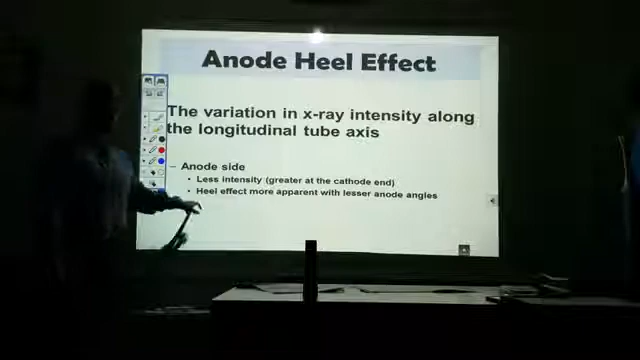 Anode Heel Effect
The variation in x-ray intensity along
the longitudinal tube axis
– Anode side
• Less intensity (greater at the cathode end)
• Heel effect more apparent with lesser anode angles